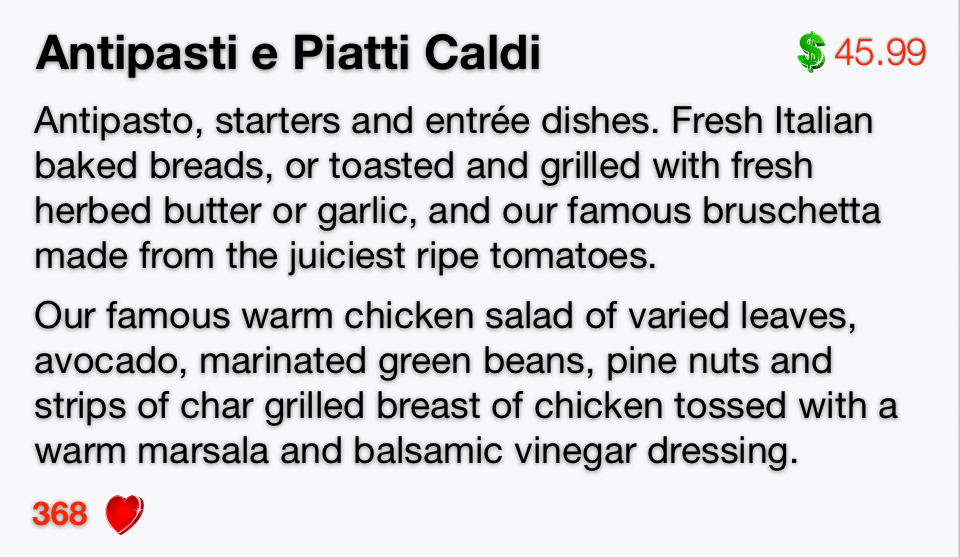 Antipasti e Piatti Caldi
$ 45.99
Antipasto, starters and entrée dishes. Fresh Italian
baked breads, or toasted and grilled with fresh
herbed butter or garlic, and our famous bruschetta
made from the juiciest ripe tomatoes.
Our famous warm chicken salad of varied leaves,
avocado, marinated green beans, pine nuts and
strips of char grilled breast of chicken tossed with a
warm marsala and balsamic vinegar dressing.
368